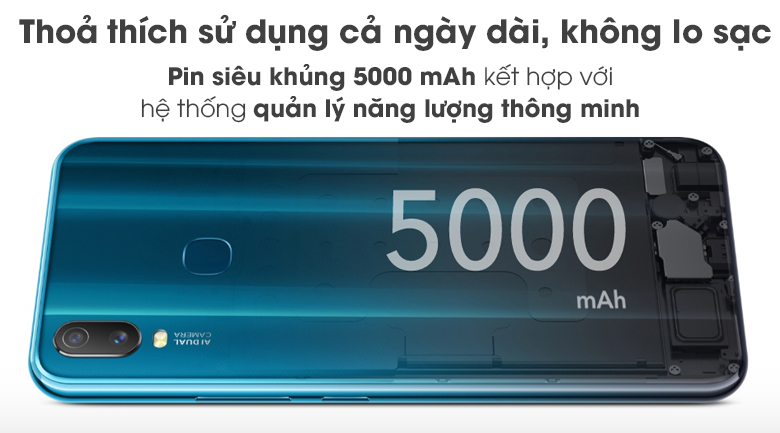 Thoả thích sử dụng cả ngày dài, không lo sạc
Pin siêu khủng 5000 mAh kết hợp với
hệ thống quản lý năng lượng thông minh
5000
mAh
AI DUAL
CAMERA